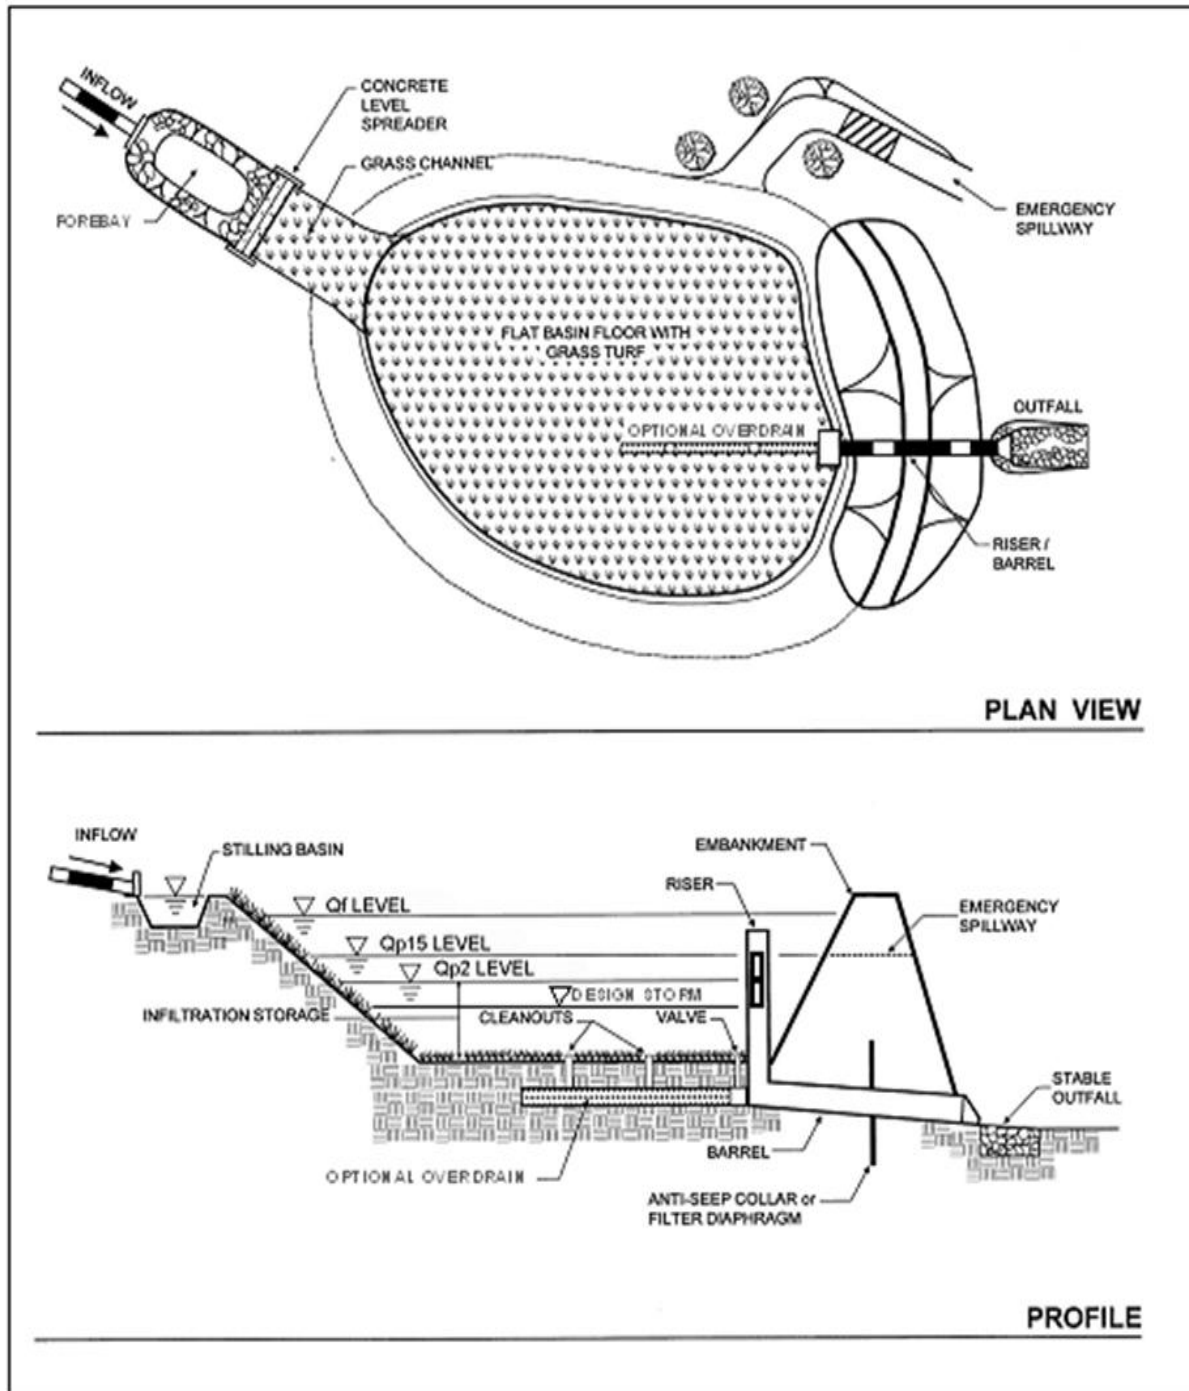 INFLOW
CONCRETE
LEVEL
SPREADER
GRASS CHANNEL
FOREBAY
EMERGENCY
SPILLWAY
FLAT BASIN FLOOR WITH
GRASS TURF
OPTIONAL OVERDRAIN
OUTFALL
RISER /
BARREL
PLAN VIEW
INFLOW
STILLING BASIN
EMBANKMENT
RISER
Qf LEVEL
EMERGENCY
SPILLWAY
Qp15 LEVEL
Qp2 LEVEL
DESIGN STORM
INFILTRATION STORAGE
CLEANOUTS
VALVE
STABLE
OUTFALL
BARREL
OPTIONAL OVERDRAIN
ANTI-SEEP COLLAR or
FILTER DIAPHRAGM
PROFILE